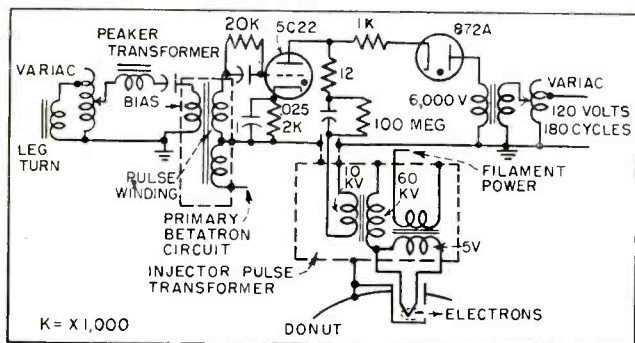 20K
5C22
1K
872A
PEAKER
TRANSFORMER
VARIAC
BIAS
12
.025
2K
100 MEG
6,000 V
VARIAC
120 VOLTS
180 CYCLES
LEG
TURN
PULSE
WINDING
10
KV
60
KV
FILAMENT
POWER
PRIMARY
BETATRON
CIRCUIT
5V
INJECTOR PULSE
TRANSFORMER
ELECTRONS
DONUT
K = X 1,000